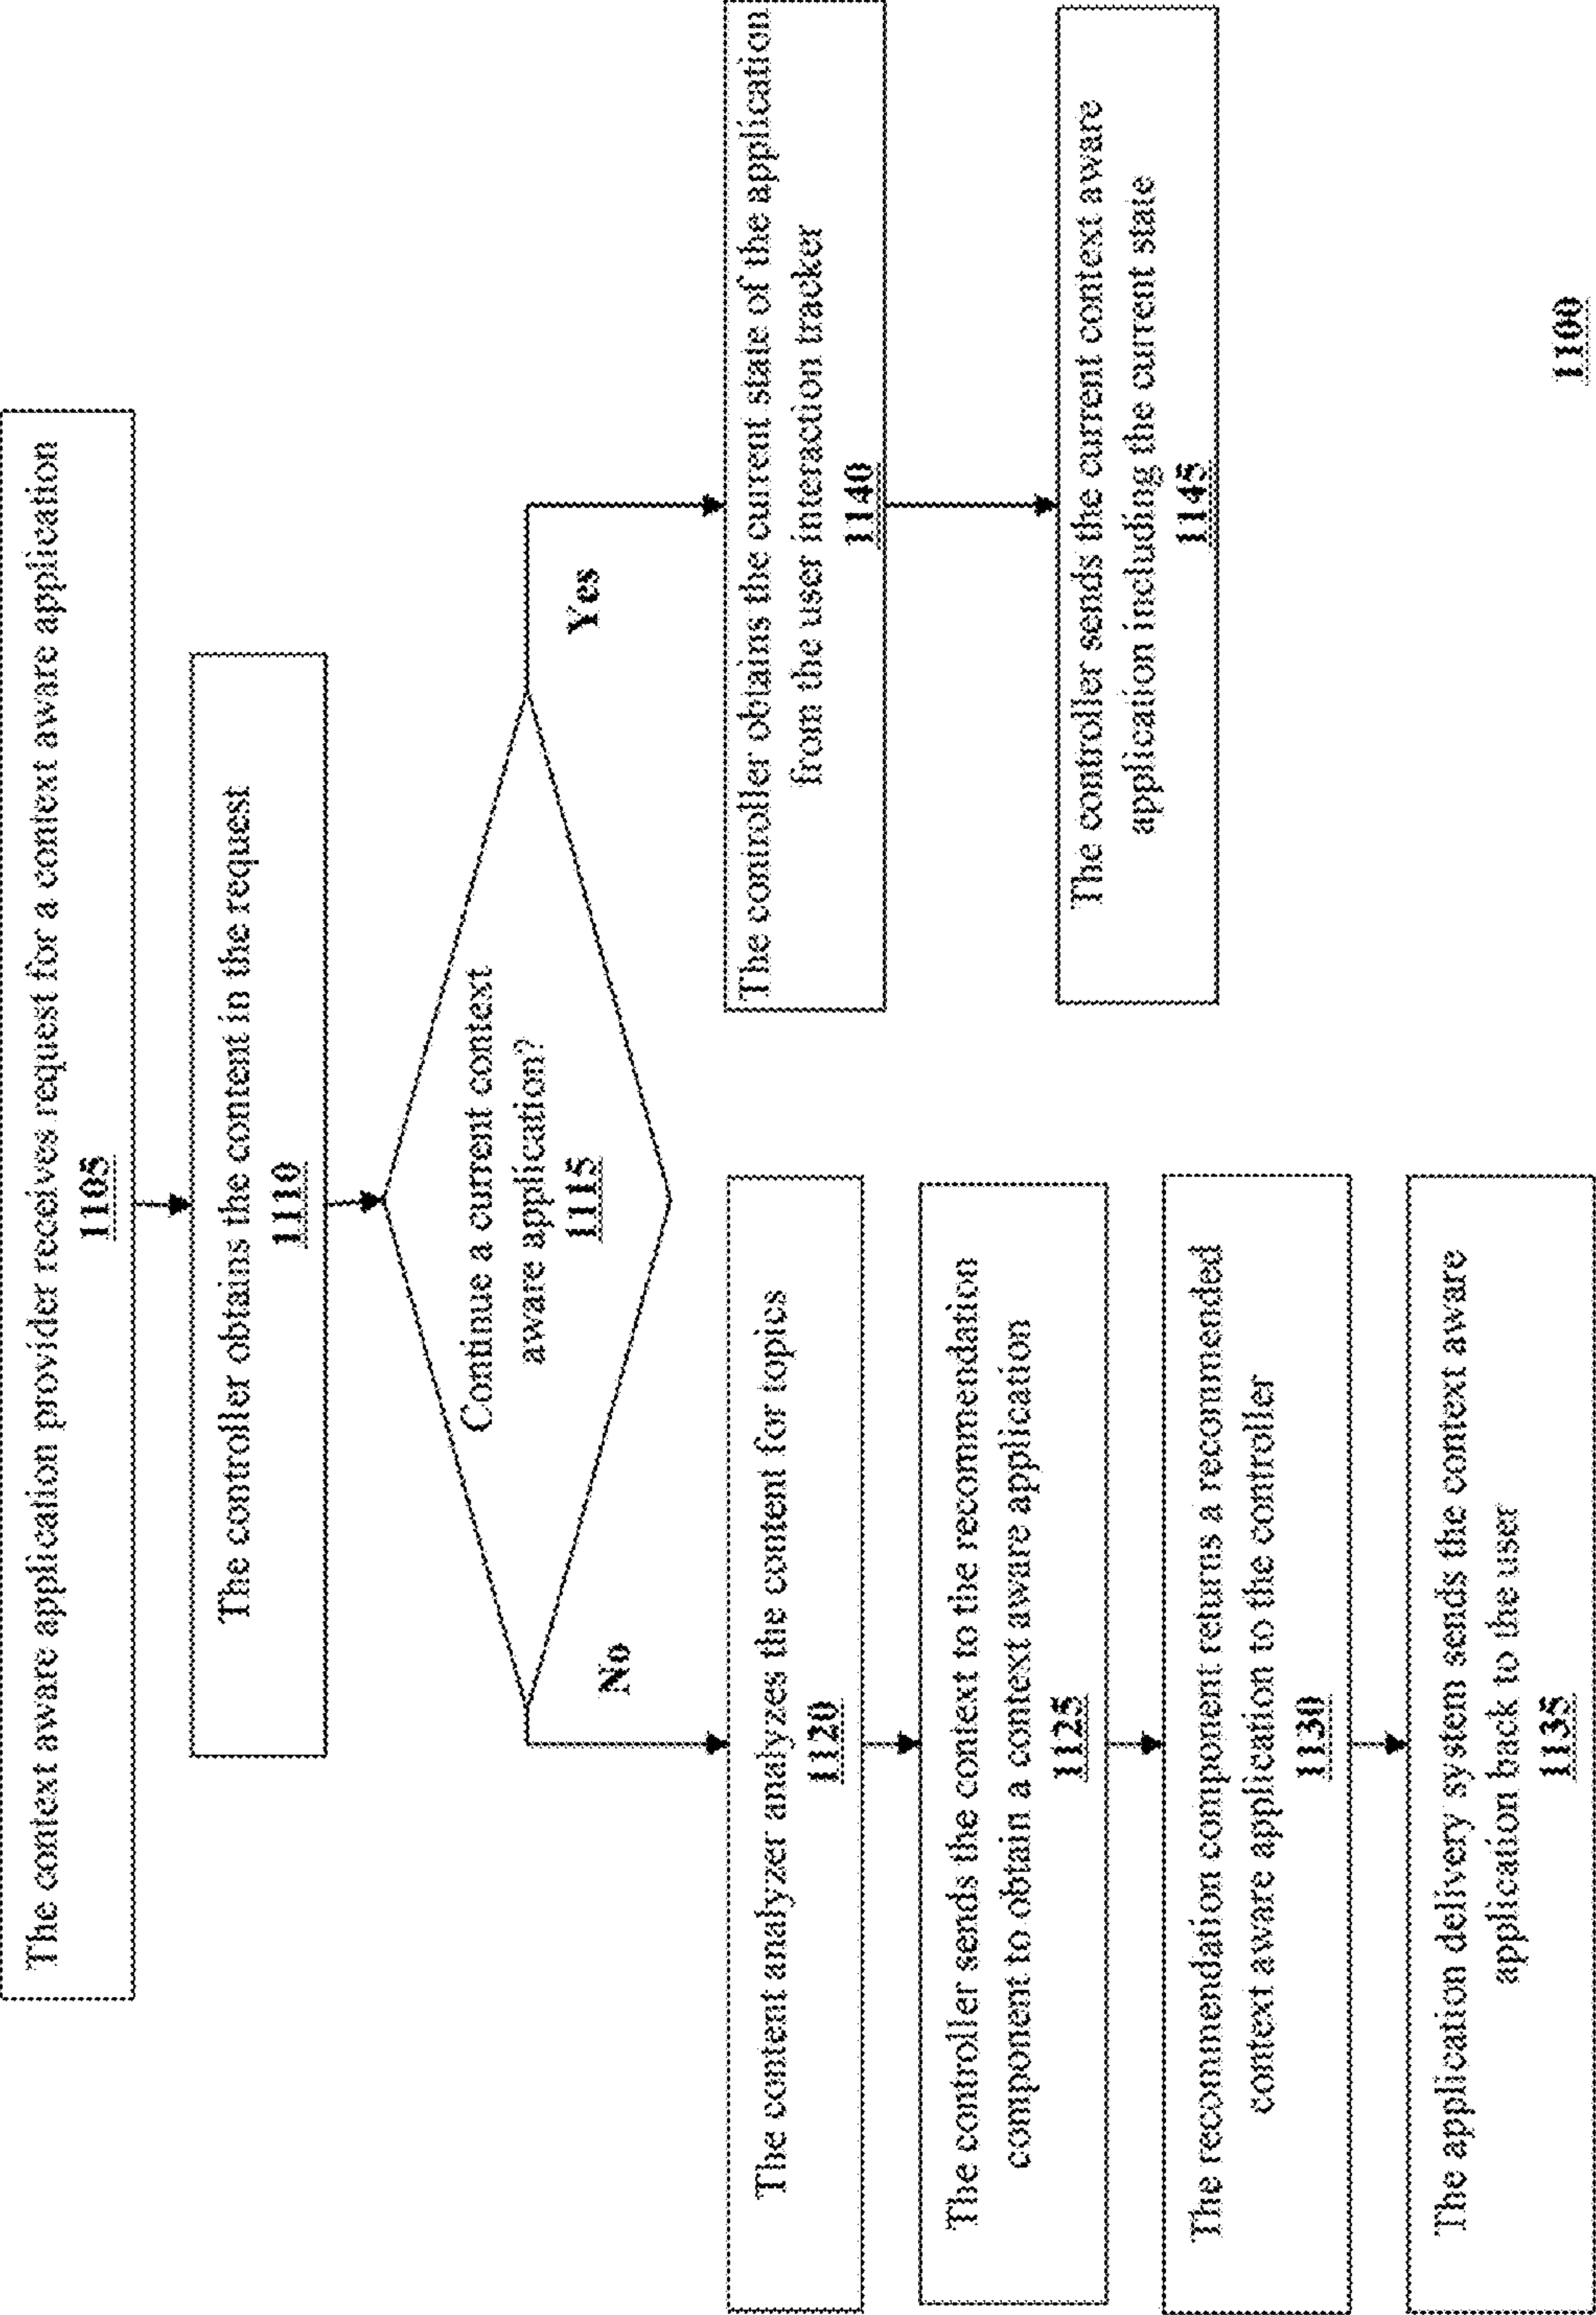 The context aware application provider receives request for a context aware application
1105
The controller obtains the content in the request
1110
Continue a current context
aware application?
1115
No
Yes
The content analyzer analyzes the content for topics
1120
The controller sends the context to the recommendation
component to obtain a context aware application
1125
The recommendation component returns a recommended
context aware application to the controller
1130
The application delivery system sends the context aware
application back to the user
1135
The controller obtains the current state of the application
from the user interaction tracker
1140
The controller sends the current context aware
application including the current state
1145
1100